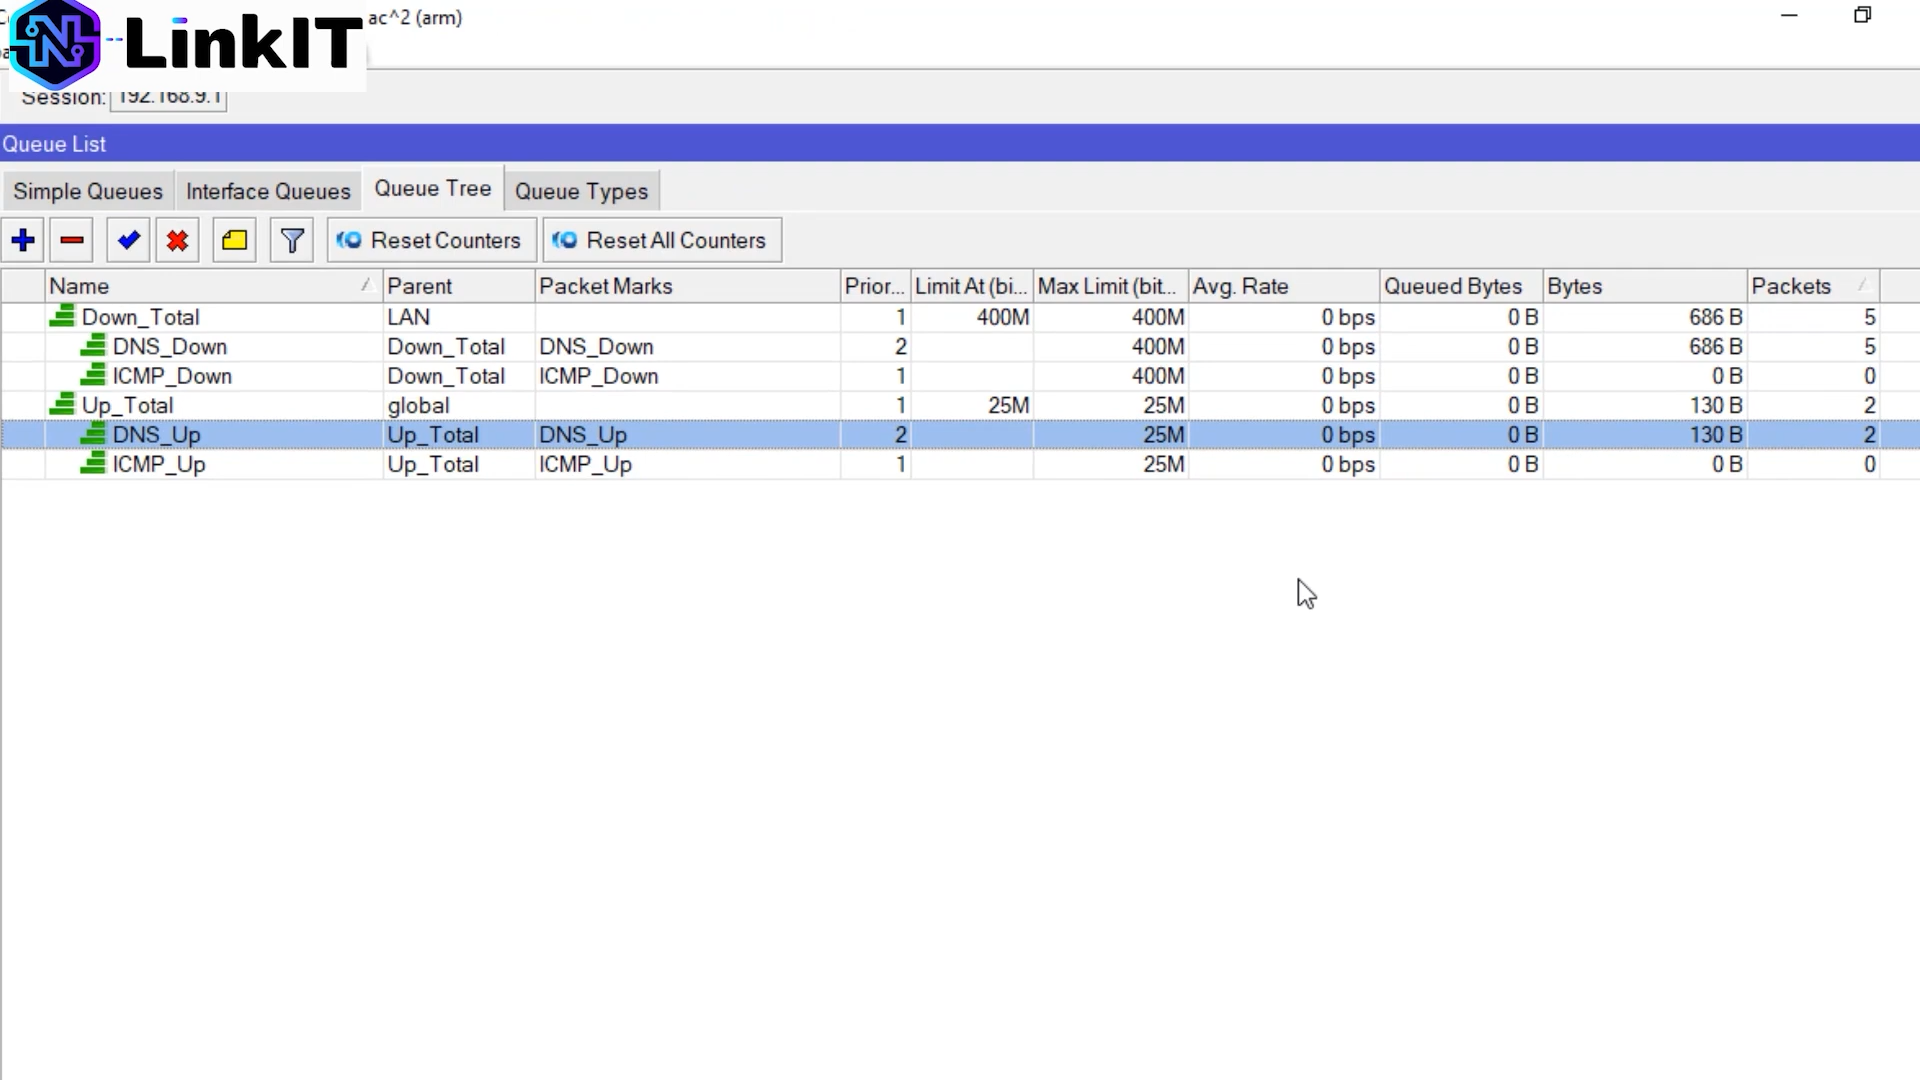 ac^2 (arm)
LinkIT
Session: 192.168.9.1
Queue List
Simple Queues Interface Queues Queue Tree Queue Types
Reset Counters Reset All Counters
Name Parent Packet Marks Prior... Limit At (bi... Max Limit (bit... Avg. Rate Queued Bytes Bytes Packets
Down_Total LAN 1 400M 400M 0 bps 0 B 686 B 5
DNS_Down Down_Total DNS_Down 2 400M 0 bps 0 B 686 B 5
ICMP_Down Down_Total ICMP_Down 1 400M 0 bps 0 B 0 B 0
Up_Total global 1 25M 25M 0 bps 0 B 130 B 2
DNS_Up Up_Total DNS_Up 2 25M 0 bps 0 B 130 B 2
ICMP_Up Up_Total ICMP_Up 1 25M 0 bps 0 B 0 B 0